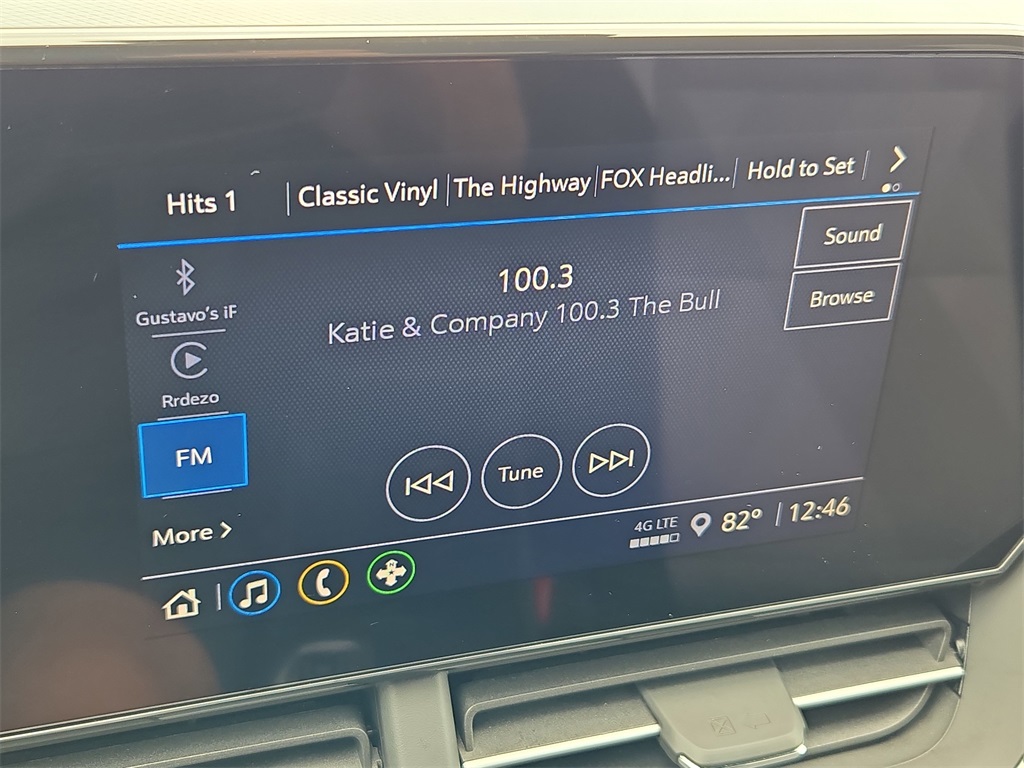 Hits 1
Classic Vinyl
The Highway
FOX Headli...
Hold to Set
Sound
Browse
Gustavo's iF
Rrdezo
FM
More
100.3
Katie & Company 100.3 The Bull
Tune
4G LTE
82°
12:46